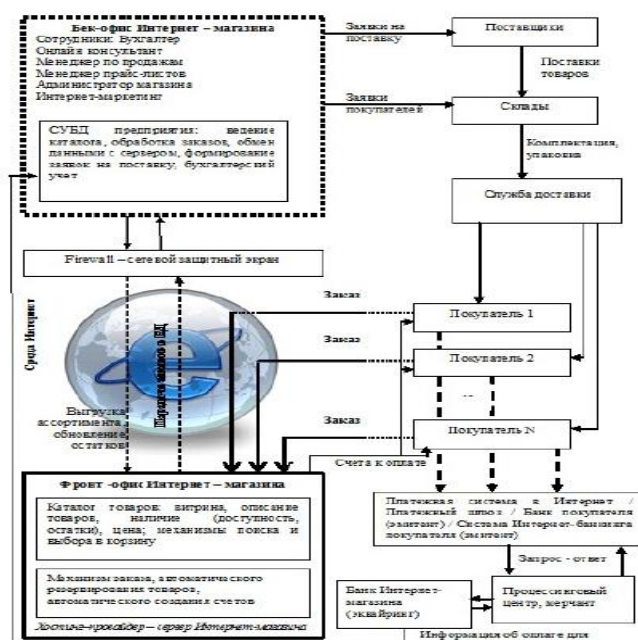 Бек-офис Интернет – магазина
Сотрудники: Бухгалтер
Онлайн консультант
Менеджер по продажам
Менеджер прайс-листов
Администратор магазина
Интернет-маркетинг
СУБД предприятия: ведение
каталога, обработка заказов, обмен
данными с сервером, формирование
заявок на поставку, бухгалтерский
учет
Заявки на
поставку
Поставщики
Поставки
товаров
Заявки
покупателей
Склады
Комплектация,
упаковка
Служба доставки
Firewall – сетевой защитный экран
Среда Интернет
Передача заказов в БД
Заказ
Покупатель 1
Заказ
Покупатель 2
...
Заказ
Покупатель N
Выгрузка
ассортимента,
обновление
остатков
Счета к оплате
Фронт -офис Интернет – магазина
Каталог товаров: витрина, описание
товаров, наличие (доступность,
остатки), цена; механизмы поиска и
выбора в корзину
Механизм заказа, автоматического
резервирования товаров,
автоматического создания счетов
Хостинг-провайдер – сервер Интернет-магазина
Платежная система в Интернет /
Платежный шлюз / Банк покупателя
(эмитент) / Система Интернет-банкинга
покупателя (эмитент)
Запрос - ответ
Банк Интернет-
магазина
(эквайринг)
Процессинговый
центр, мерчант
Информация об оплате для